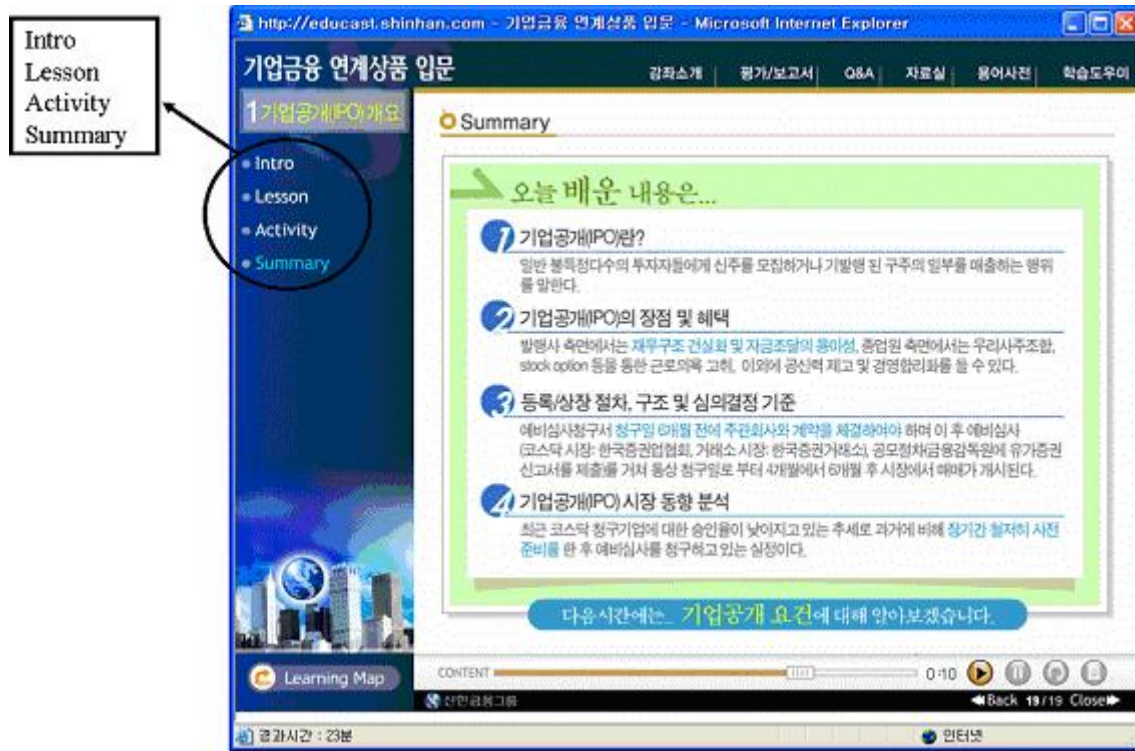 Intro
Lesson
Activity
Summary
http://educast.shinhan.com - 기업금융 연계상품 입문 - Microsoft Internet Explorer
기업금융 연계상품 입문
강좌소개 | 평가/보고서 | Q&A | 자료실 | 용어사전 | 학습도우미
1 기업공개(IPO)개요
Intro
Lesson
Activity
Summary
Summary
오늘 배운 내용은...
1 기업공개(IPO)란?
일반 불특정다수의 투자자들에게 신주를 모집하거나 기발행 된 구주의 일부를 매출하는 행위
를 말한다.
2 기업공개(IPO)의 장점 및 혜택
발행사 측면에서는 재무구조 건실화 및 자금조달의 용이성, 종업원 측면에서는 우리사주조합,
stock option 등을 통한 근로의욕 고취, 이외에 공신력 제고 및 경영합리화를 들 수 있다.
3 등록/상장 절차, 구조 및 심의결정 기준
예비심사청구서 청구일 6개월 전에 주관회사와 계약을 체결하여야 하며 이 후 예비심사
(코스닥 시장: 한국증권업협회, 거래소 시장: 한국증권거래소), 공모절차(금융감독원에 유가증권
신고서를 제출)를 거쳐 통상 청구일로 부터 4개월에서 6개월 후 시장에서 매매가 개시된다.
4 기업공개(IPO) 시장 동향 분석
최근 코스닥 청구기업에 대한 승인율이 낮아지고 있는 추세로 과거에 비해 장기간 철저히 사전
준비를 한 후 예비심사를 청구하고 있는 실정이다.
다음시간에는... 기업공개 요건에 대해 알아보겠습니다.
Learning Map
CONTENT
0:10
신한금융그룹
Back 19/19 Close
경과시간 : 23분
인터넷